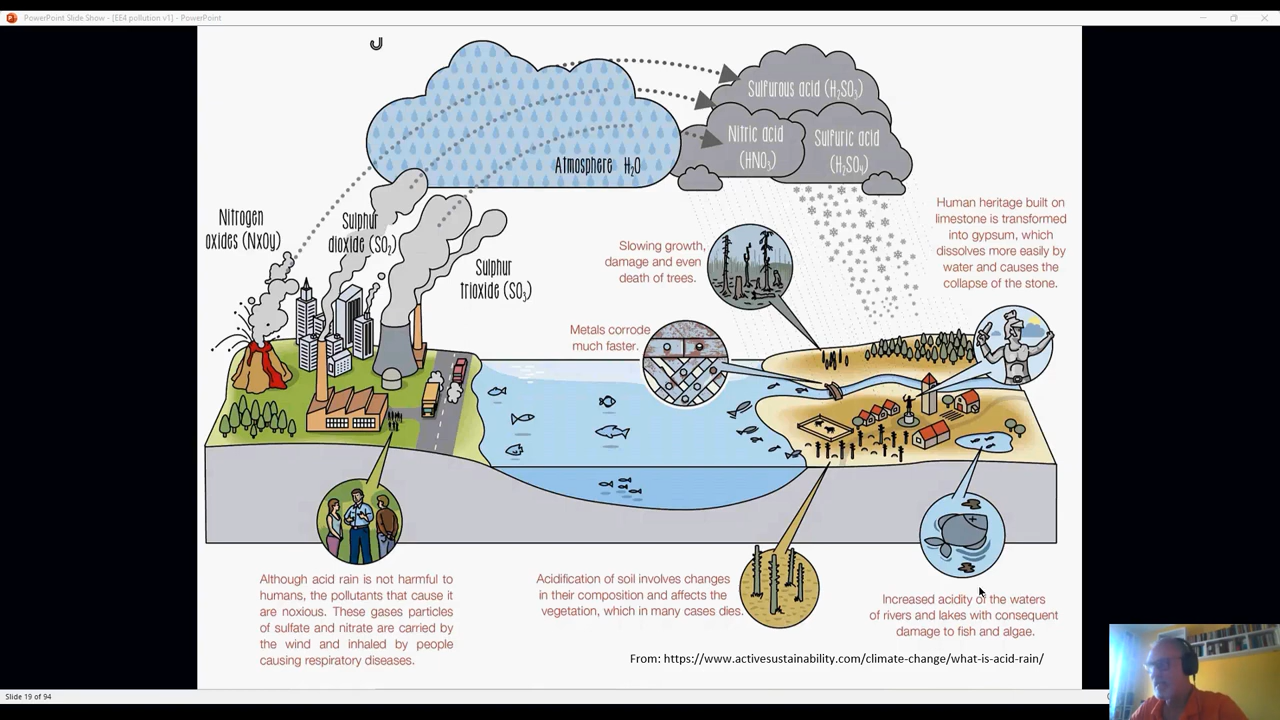 PowerPoint Slide Show - [EE4 pollution v1] - PowerPoint
Sulfurous acid (H₂SO₃)
Nitric acid
(HNO₃)
Sulfuric acid
(H₂SO₄)
Atmosphere H₂O
Nitrogen
oxides (NxOy)
Sulphur
dioxide (SO₂)
Sulphur
trioxide (SO₃)
Slowing growth,
damage and even
death of trees.
Human heritage built on
limestone is transformed
into gypsum, which
dissolves more easily by
water and causes the
collapse of the stone.
Metals corrode
much faster.
Although acid rain is not harmful to
humans, the pollutants that cause it
are noxious. These gases particles
of sulfate and nitrate are carried by
the wind and inhaled by people
causing respiratory diseases.
Acidification of soil involves changes
in their composition and affects the
vegetation, which in many cases dies.
Increased acidity of the waters
of rivers and lakes with consequent
damage to fish and algae.
From: https://www.activesustainability.com/climate-change/what-is-acid-rain/
Slide 19 of 94